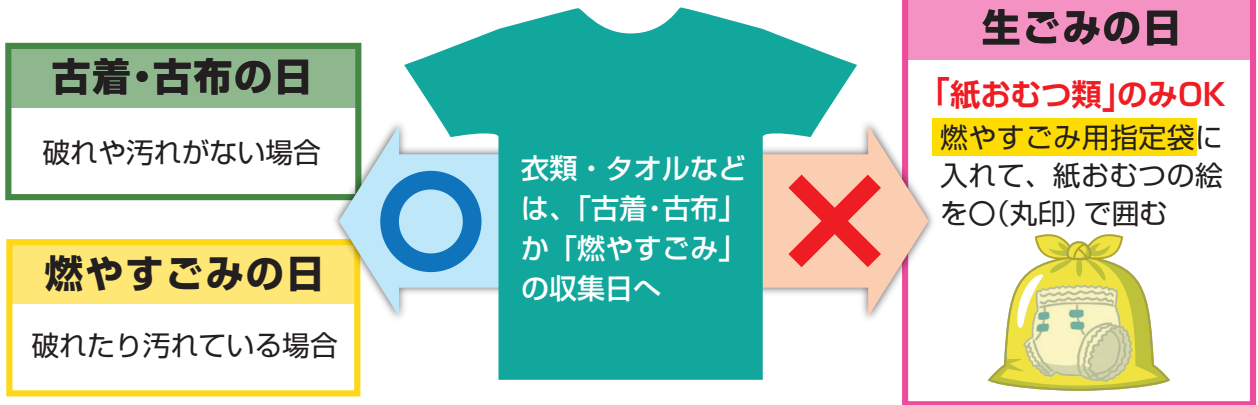 古着・古布の日
破れや汚れがない場合
燃やすごみの日
破れたり汚れている場合
衣類・タオルなど
は、「古着・古布」
か「燃やすごみ」
の収集日へ
生ごみの日
「紙おむつ類」のみOK
燃やすごみ用指定袋に
入れて、紙おむつの絵
を〇(丸印)で囲む